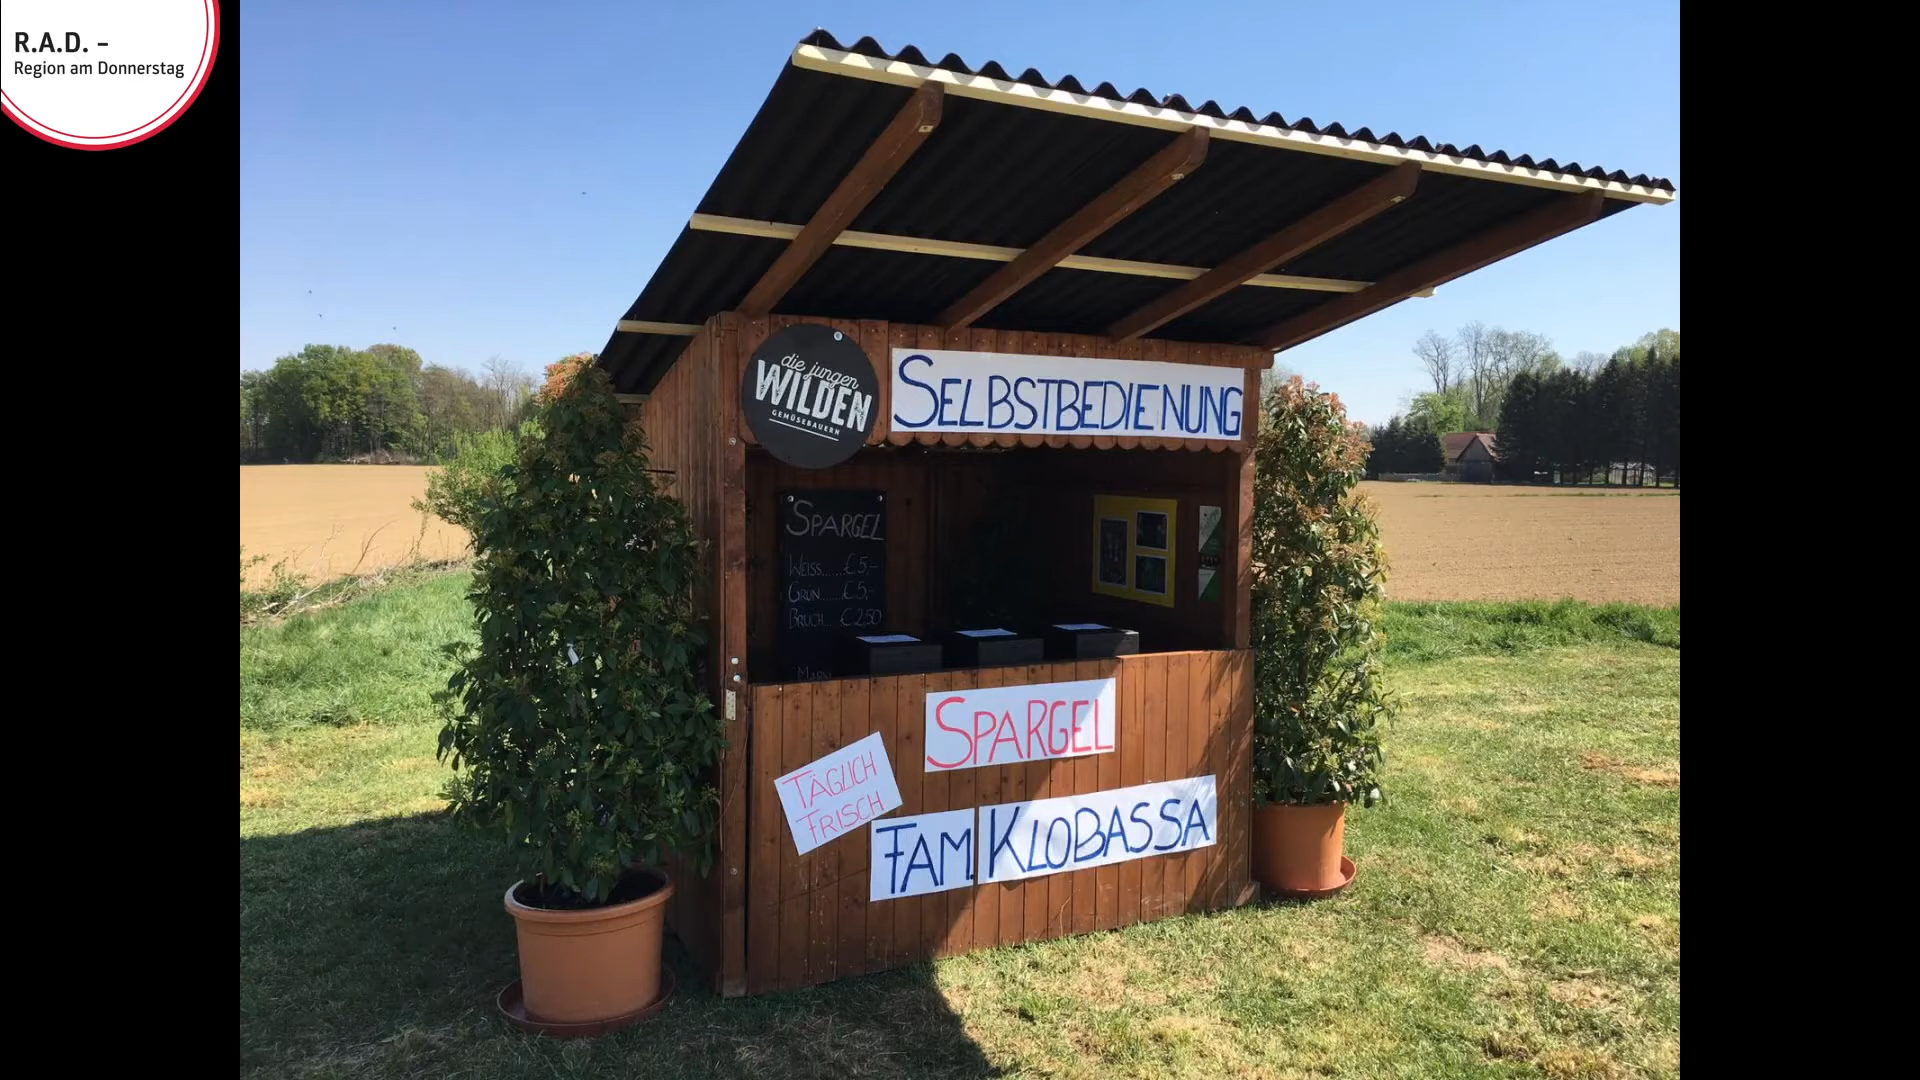 R.A.D. –
Region am Donnerstag
die jungen
WILDEN
GEMÜSEBAUERN
SELBSTBEDIENUNG
SPARGEL
WEISS......€ 5,-
GRÜN......€ 5,-
BRUCH... € 2,50
SPARGEL
TÄGLICH
FRISCH
FAM. KLOBASSA